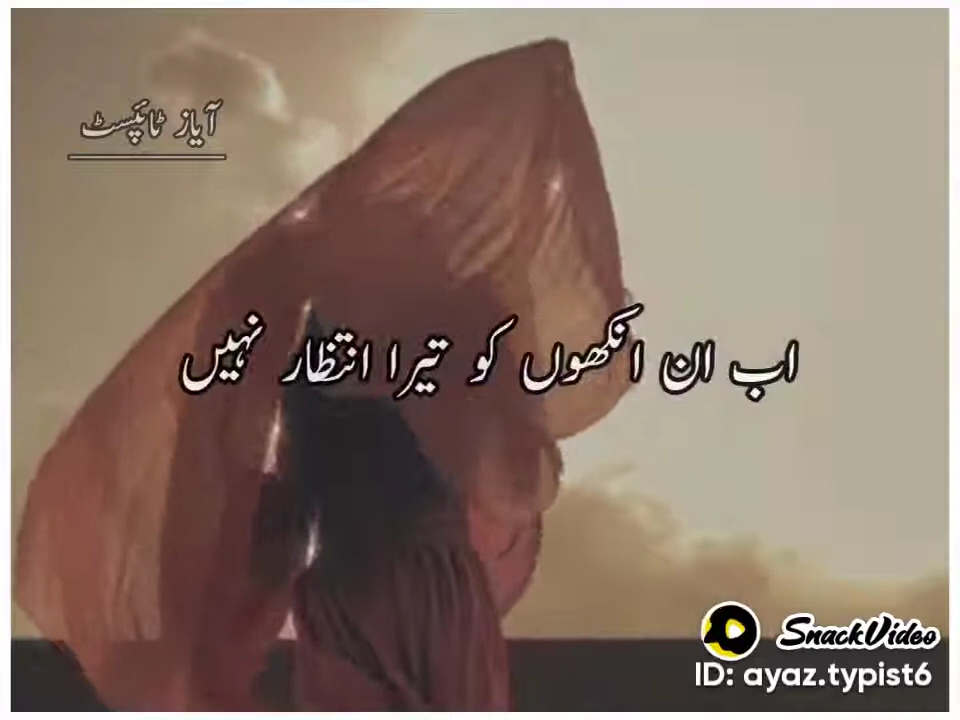 آیاز ٹائپسٹ
اب ان انکھوں کو تیرا انتظار نہیں
SnackVideo
ID: ayaz.typist6